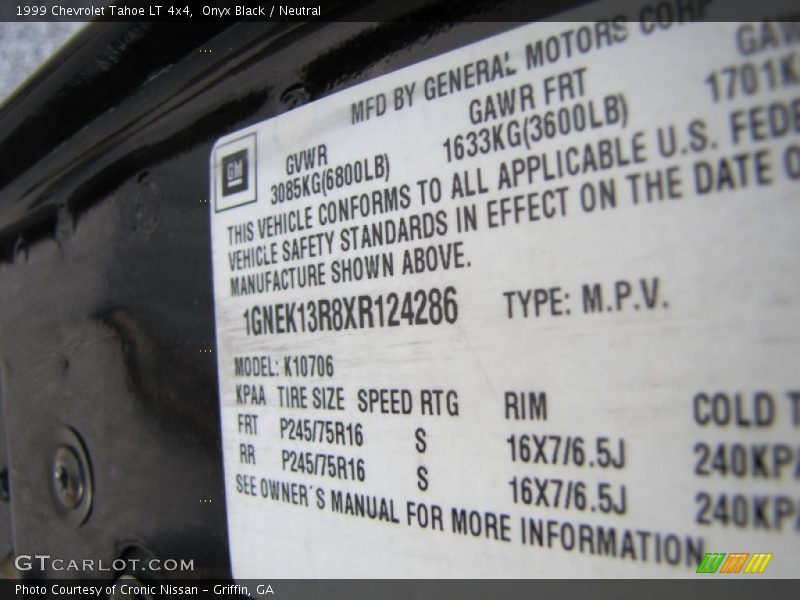 1999 Chevrolet Tahoe LT 4x4, Onyx Black / Neutral
MFD BY GENERAL MOTORS CORP
GM
GVWR GAWR FRT GAWR
3085KG(6800LB) 1633KG(3600LB) 1701K
THIS VEHICLE CONFORMS TO ALL APPLICABLE U.S. FEDE
VEHICLE SAFETY STANDARDS IN EFFECT ON THE DATE O
MANUFACTURE SHOWN ABOVE.
1GNEK13R8XR124286 TYPE: M.P.V.
MODEL: K10706
KPAA TIRE SIZE SPEED RTG RIM COLD T
FRT P245/75R16 S 16X7/6.5J 240KPA
RR P245/75R16 S 16X7/6.5J 240KPA
SEE OWNER'S MANUAL FOR MORE INFORMATION
GTCARLOT.COM
Photo Courtesy of Cronic Nissan - Griffin, GA